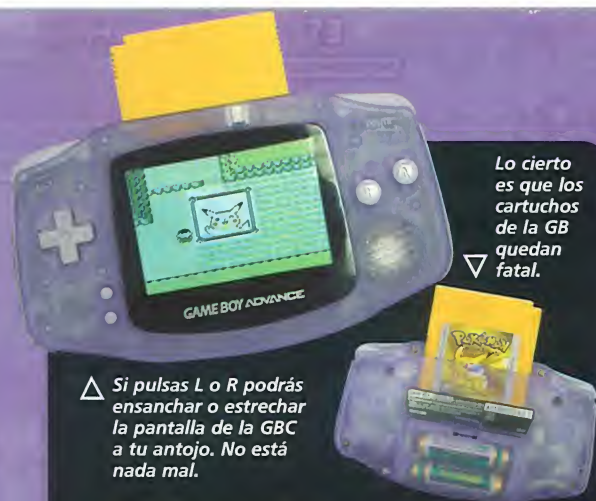 GAME BOY ADVANCE
Lo cierto
es que los
cartuchos
de la GB
quedan
fatal.
Si pulsas L o R podrás
ensanchar o estrechar
la pantalla de la GBC
a tu antojo. No está
nada mal.
POKéMON